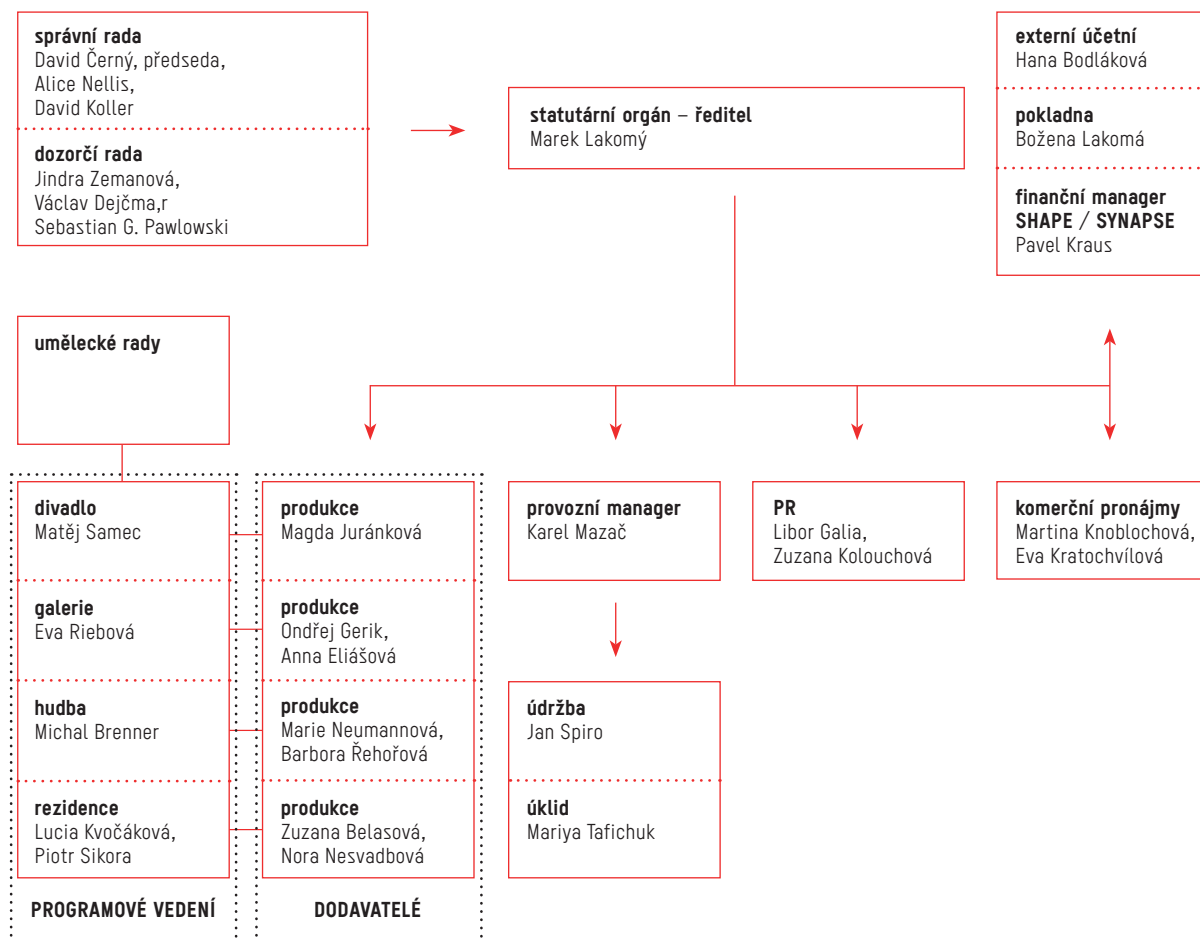 správní rada
David Černý, předseda,
Alice Nellis,
David Koller
dozorčí rada
Jindra Zemanová,
Václav Dejčma,r
Sebastian G. Pawlowski
statutární orgán – ředitel
Marek Lakomý
externí účetní
Hana Bodláková
pokladna
Božena Lakomá
finanční manager
SHAPE / SYNAPSE
Pavel Kraus
umělecké rady
divadlo
Matěj Samec
galerie
Eva Riebová
hudba
Michal Brenner
rezidence
Lucia Kvočáková,
Piotr Sikora
PROGRAMOVÉ VEDENÍ
produkce
Magda Juránková
produkce
Ondřej Gerik,
Anna Eliášová
produkce
Marie Neumannová,
Barbora Řehořová
produkce
Zuzana Belasová,
Nora Nesvadbová
DODAVATELÉ
provozní manager
Karel Mazač
údržba
Jan Spiro
úklid
Mariya Tafichuk
PR
Libor Galia,
Zuzana Kolouchová
komerční pronájmy
Martina Knoblochová,
Eva Kratochvílová